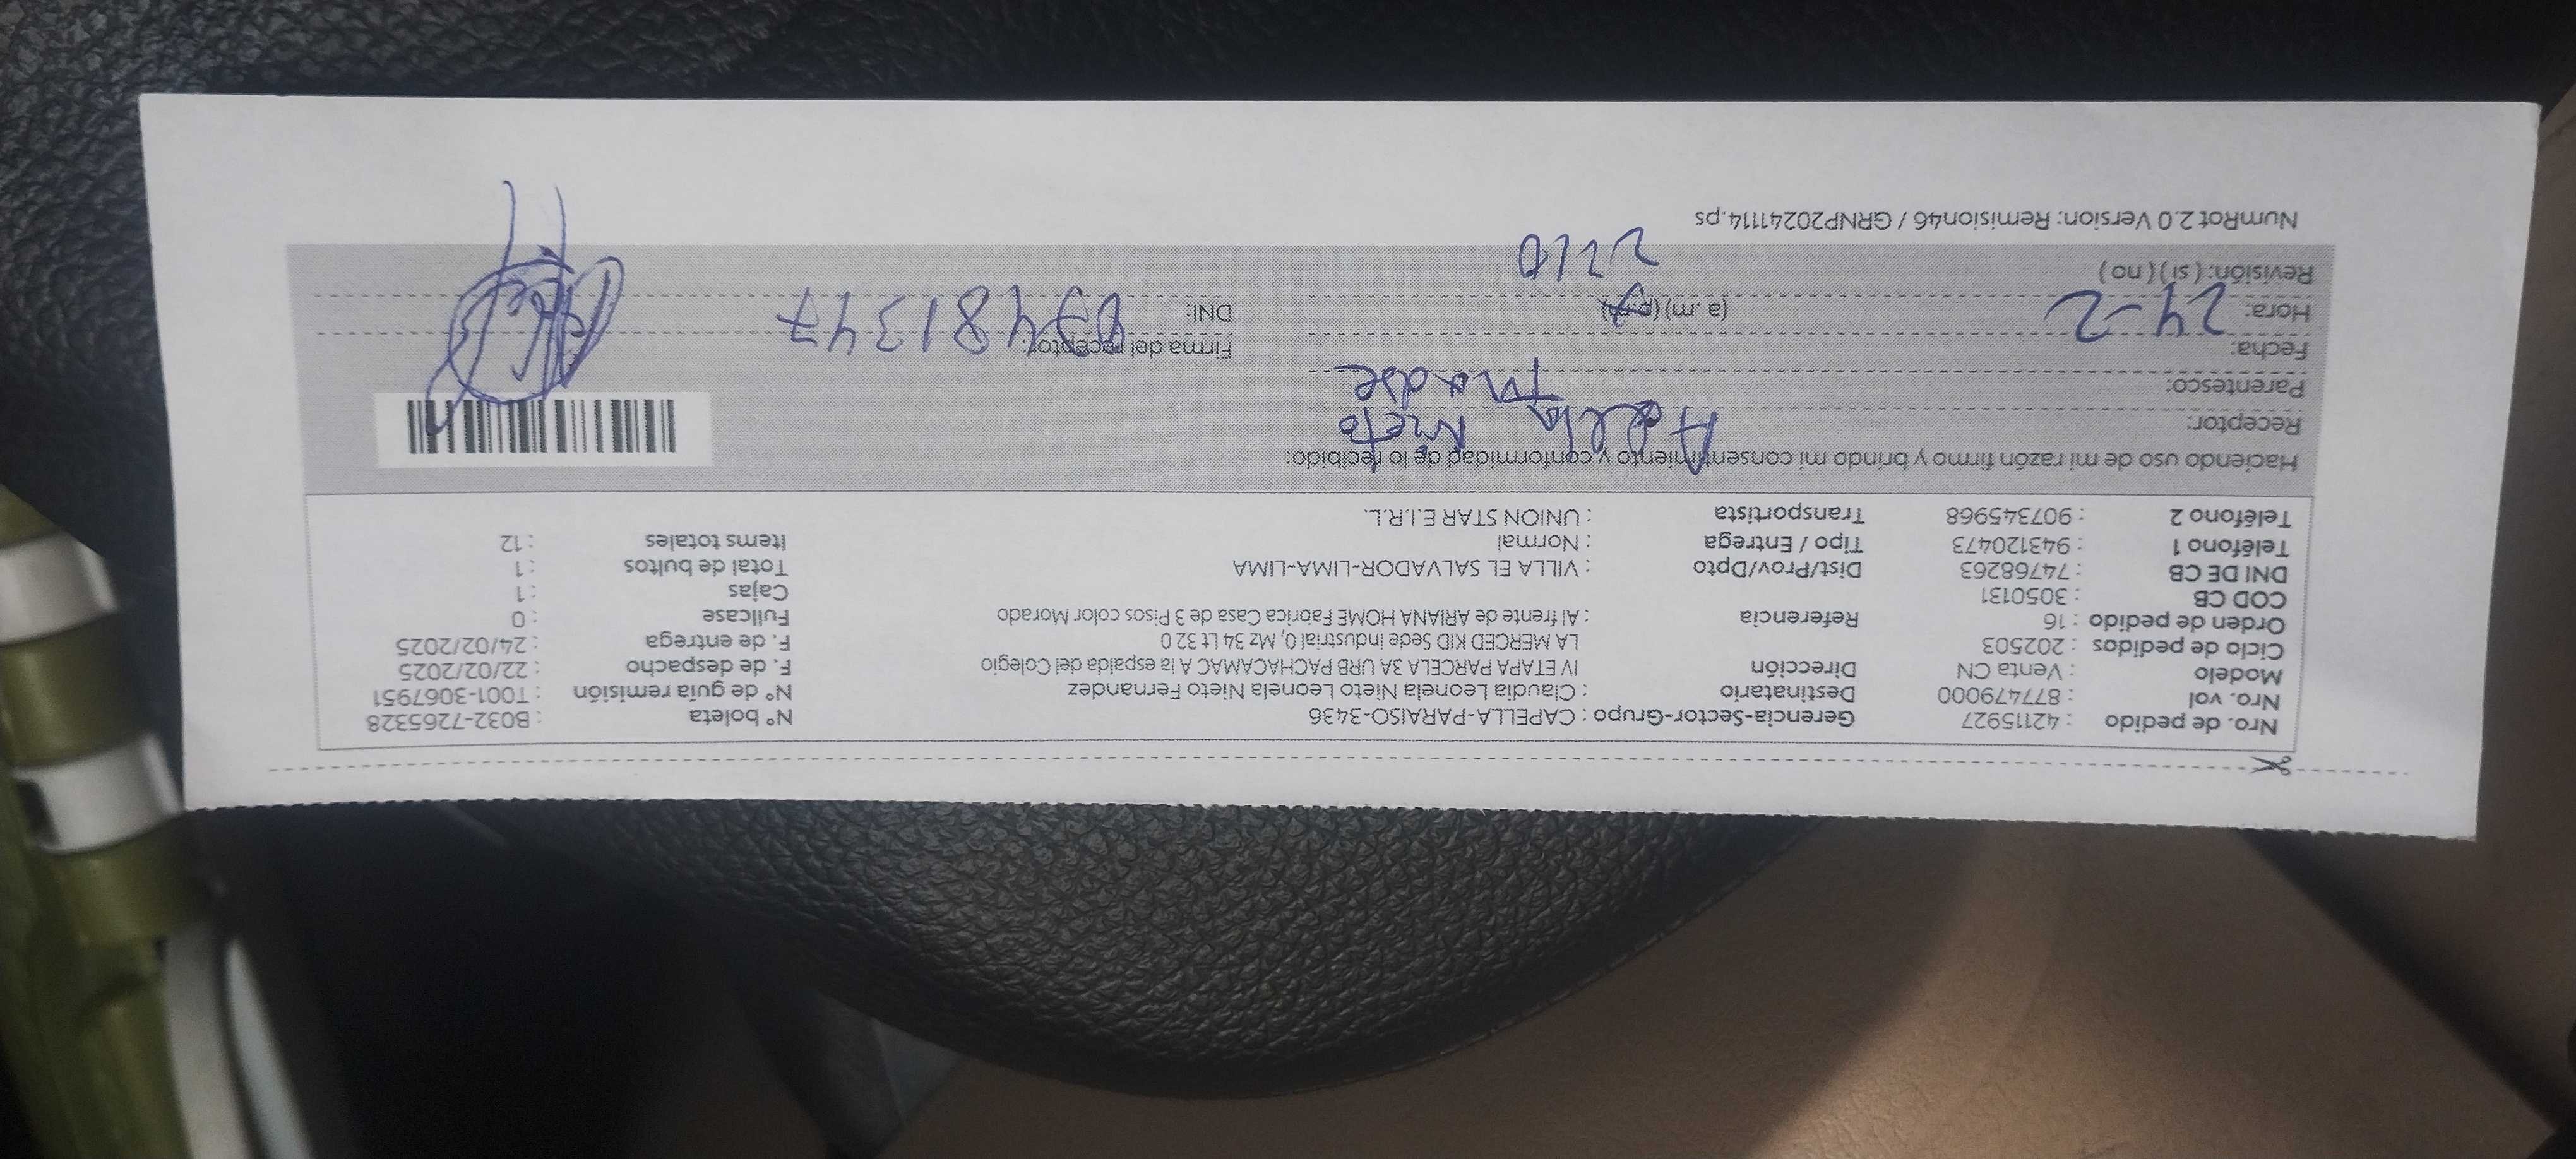 Nro. de pedido : 42115927 Gerencia-Sector-Grupo : CAPELLA-PARAISO-3436 N° boleta : B032-7265328
Nro. vol : 877479000 Destinatario : Claudia Leonela Nieto Leonela Nieto Fernandez N° de guía remisión : T001-3067951
Modelo : Venta CN Dirección IV ETAPA PARCELA 3A URB PACHACAMAC A la espalda del Colegio F. de despacho : 22/02/2025
Ciclo de pedidos : 202503 LA MERCED KID Sede Industrial 0, Mz 34 Lt 32 0 F. de entrega : 24/02/2025
Orden de pedido : 16 Referencia : Al frente de ARIANA HOME Fabrica Casa de 3 Pisos color Morado Fullcase : 0
COD CB : 3050131 Cajas : 1
DNI DE CB : 74768263 Dist/Prov/Dpto : VILLA EL SALVADOR-LIMA-LIMA Total de bultos : 1
Teléfono 1 : 943120473 Tipo / Entrega : Normal Items totales : 12
Teléfono 2 : 907345968 Transportista : UNION STAR E.I.R.L.
Haciendo uso de mi razón firmo y brindo mi consentimiento y conformidad de lo recibido:
Receptor: Nieto
Parentesco: madre
Fecha: 24-2 Firma del receptor:
Hora: (a .m) (p.m) DNI: 07481347
Revisión: ( si ) ( no ) 2210
NumRot 2.0 Version: Remision46 / GRNP20241114.ps